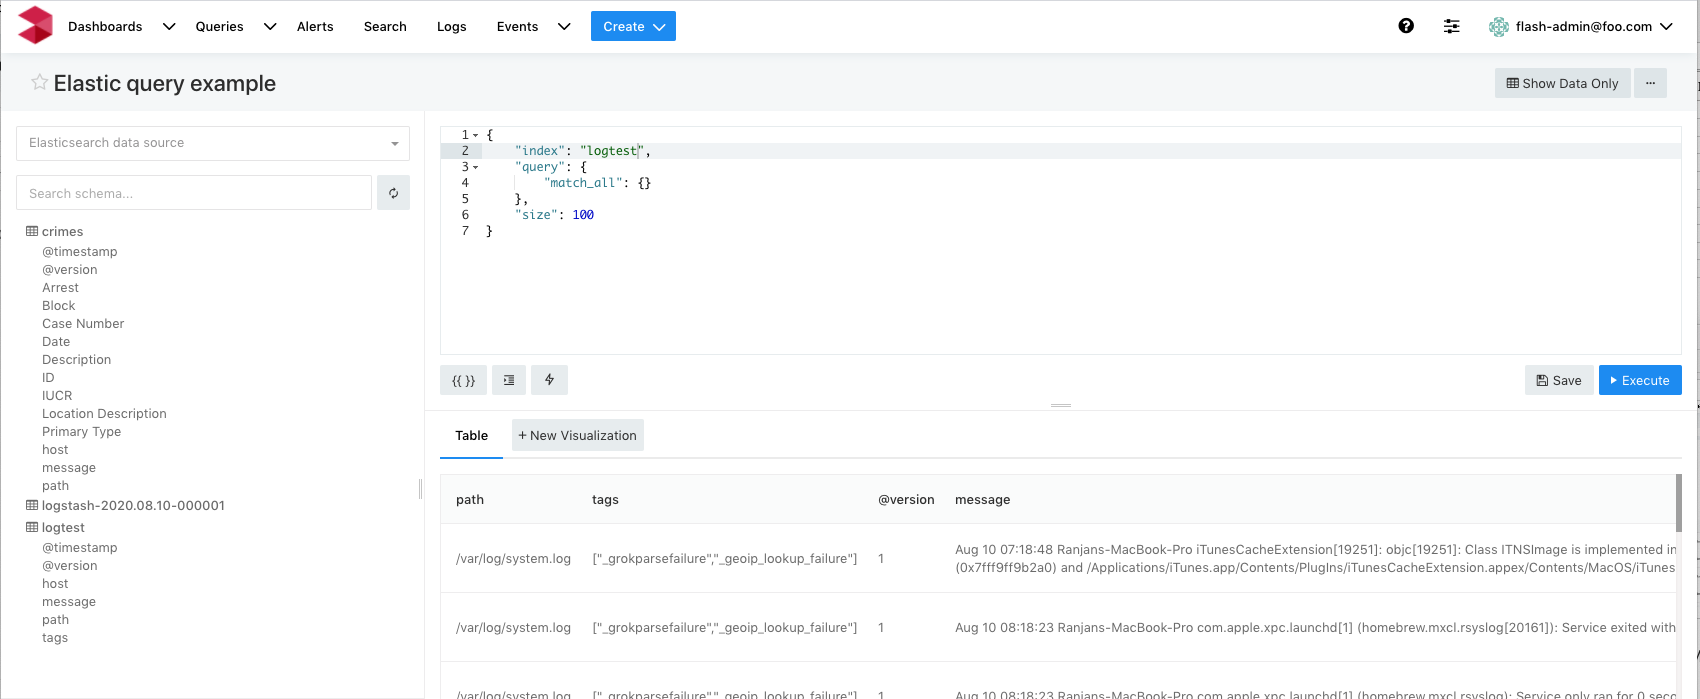 Dashboards Queries Alerts Search Logs Events Create flash-admin@foo.com
Elastic query example
Show Data Only ...
Elasticsearch data source
Search schema...
crimes
@timestamp
@version
Arrest
Block
Case Number
Date
Description
ID
IUCR
Location Description
Primary Type
host
message
path
logstash-2020.08.10-000001
logtest
@timestamp
@version
host
message
path
tags
1 {
2 "index": "logtest",
3 "query": {
4 "match_all": {}
5 },
6 "size": 100
7 }
{{ }} Save Execute
Table + New Visualization
path tags @version message
/var/log/system.log ["_grokparsefailure","_geoip_lookup_failure"] 1 Aug 10 07:18:48 Ranjans-MacBook-Pro iTunesCacheExtension[19251]: objc[19251]: Class ITNSImage is implemented in
(0x7fff9ff9b2a0) and /Applications/iTunes.app/Contents/PlugIns/iTunesCacheExtension.appex/Contents/MacOS/iTunes
/var/log/system.log ["_grokparsefailure","_geoip_lookup_failure"] 1 Aug 10 08:18:23 Ranjans-MacBook-Pro com.apple.xpc.launchd[1] (homebrew.mxcl.rsyslog[20161]): Service exited with
/var/log/system.log ["_grokparsefailure","_geoip_lookup_failure"] 1 Aug 10 08:18:23 Ranjans-MacBook-Pro com.apple.xpc.launchd[1] (homebrew.mxcl.rsyslog): Service only ran for 0 seco